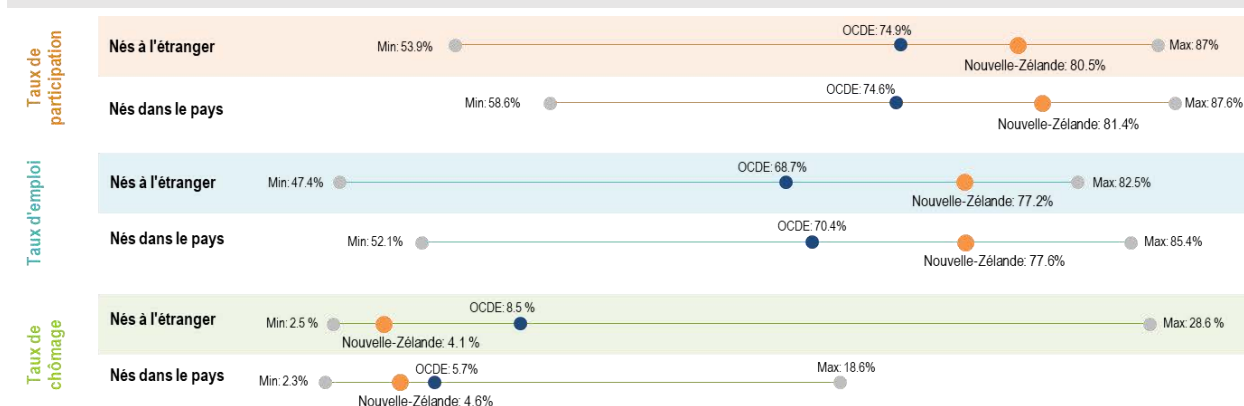 Taux de
participation
Nés à l'étranger
Min: 53.9%
OCDE: 74.9%
Nouvelle-Zélande: 80.5%
Max: 87%
Nés dans le pays
Min: 58.6%
OCDE: 74.6%
Nouvelle-Zélande: 81.4%
Max: 87.6%
Taux d'emploi
Nés à l'étranger
Min: 47.4%
OCDE: 68.7%
Nouvelle-Zélande: 77.2%
Max: 82.5%
Nés dans le pays
Min: 52.1%
OCDE: 70.4%
Nouvelle-Zélande: 77.6%
Max: 85.4%
Taux de
chômage
Nés à l'étranger
Min: 2.5 %
OCDE: 8.5 %
Nouvelle-Zélande: 4.1 %
Max: 28.6 %
Nés dans le pays
Min: 2.3%
OCDE: 5.7%
Nouvelle-Zélande: 4.6%
Max: 18.6%